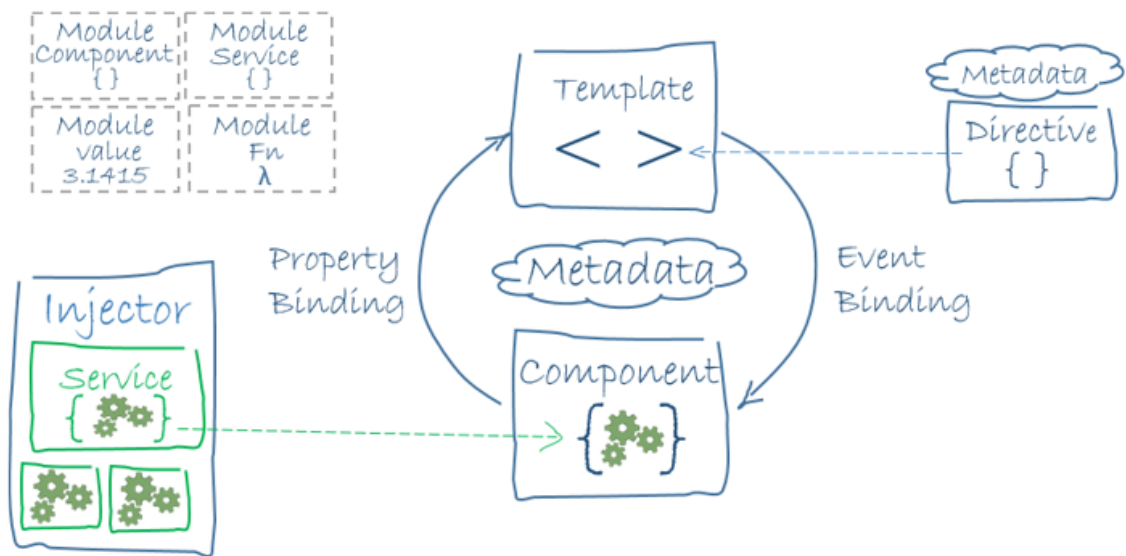 Module
Component
{ }
Module
Service
{ }
Module
value
3.1415
Module
Fn
λ
Template
< >
Metadata
Directive
{ }
Property
Binding
Metadata
Event
Binding
Injector
Service
{ }
Component
{ }